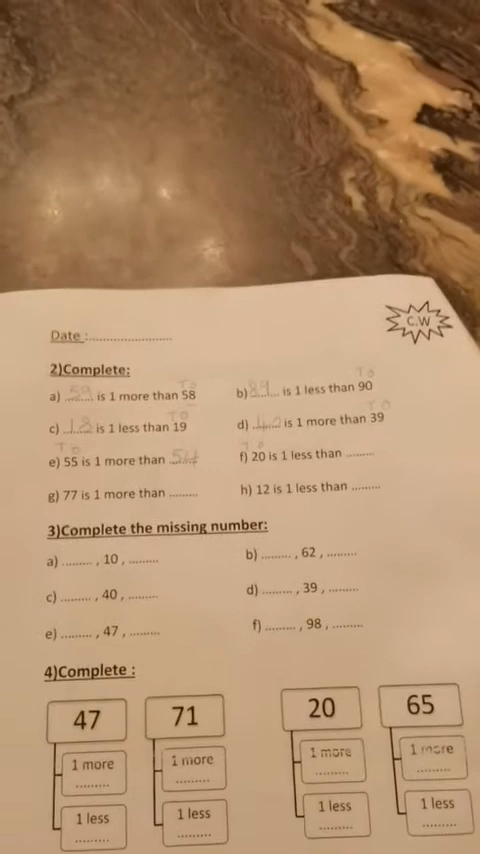 C.W
Date :........................
2)Complete:
T O
a) 59 is 1 more than 58
T O
b) 89 is 1 less than 90
T O
c) 18 is 1 less than 19
T O
d) 40 is 1 more than 39
T O
e) 55 is 1 more than 54
T O
f) 20 is 1 less than .........
g) 77 is 1 more than .........
h) 12 is 1 less than .........
3)Complete the missing number:
a) ......... , 10 , .........
b) ......... , 62 , .........
c) ......... , 40 , .........
d) ......... , 39 , .........
e) ......... , 47 , .........
f) ......... , 98 , .........
4)Complete :
47 71 20 65
1 more 1 more 1 more 1 more
......... ......... ......... .........
1 less 1 less 1 less 1 less
......... ......... ......... .........